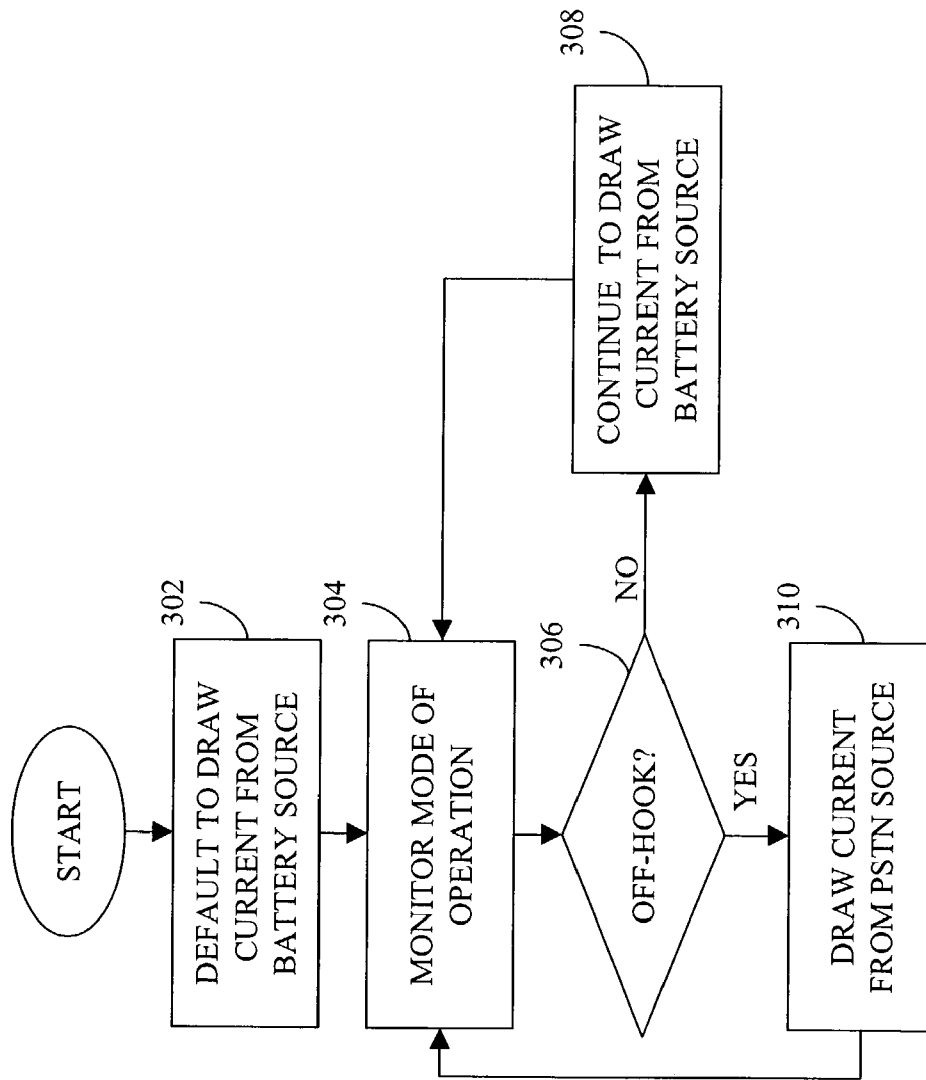 START
302
DEFAULT TO DRAW
CURRENT FROM
BATTERY SOURCE
304
MONITOR MODE OF
OPERATION
306
OFF-HOOK?
NO
308
CONTINUE TO DRAW
CURRENT FROM
BATTERY SOURCE
YES
310
DRAW CURRENT
FROM PSTN SOURCE